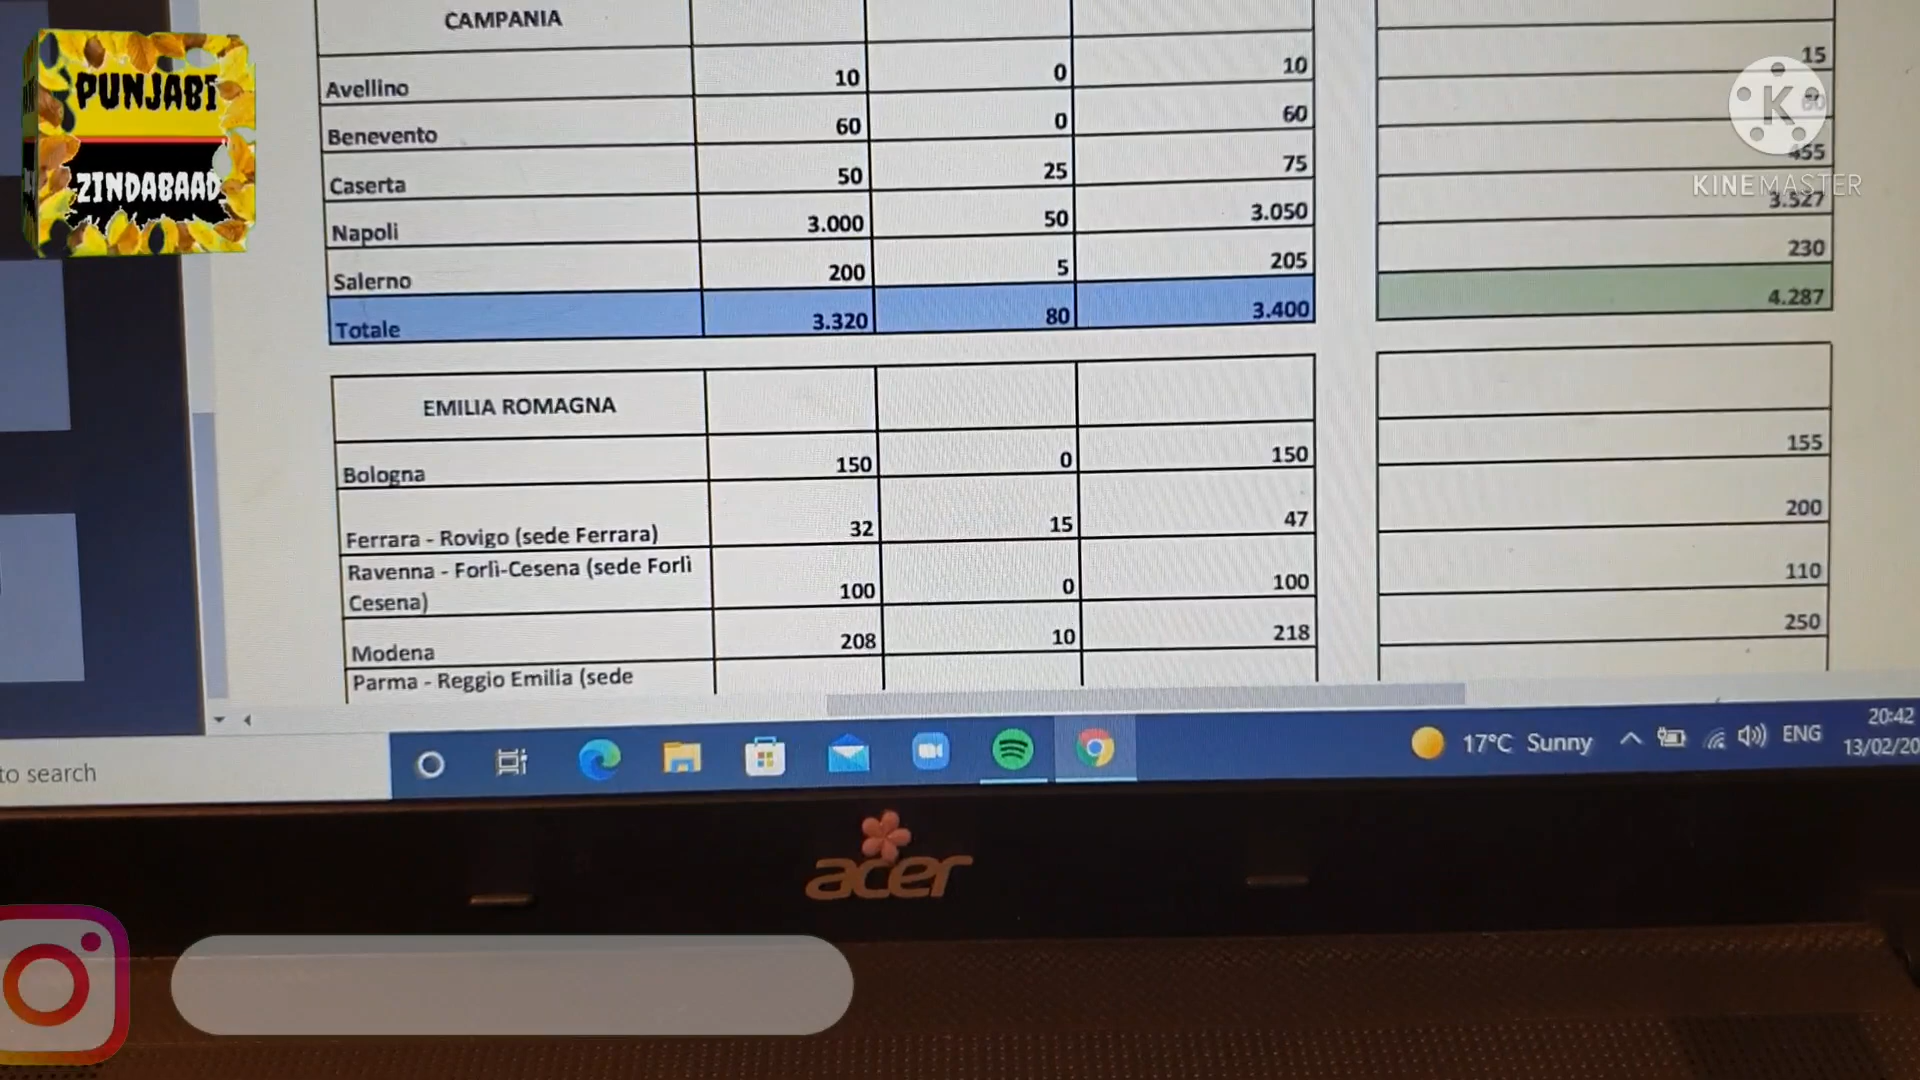 PUNJABI
ZINDABAAD
KINEMASTER
CAMPANIA
Avellino 10 0 10 15
Benevento 60 0 60
Caserta 50 25 75 455
Napoli 3.000 50 3.050 3.527
Salerno 200 5 205 230
Totale 3.320 80 3.400 4.287
EMILIA ROMAGNA
Bologna 150 0 150 155
Ferrara - Rovigo (sede Ferrara) 32 15 47 200
Ravenna - Forlì-Cesena (sede Forlì
Cesena) 100 0 100 110
Modena 208 10 218 250
Parma - Reggio Emilia (sede
to search
17°C Sunny
ENG
20:42
13/02/20
acer